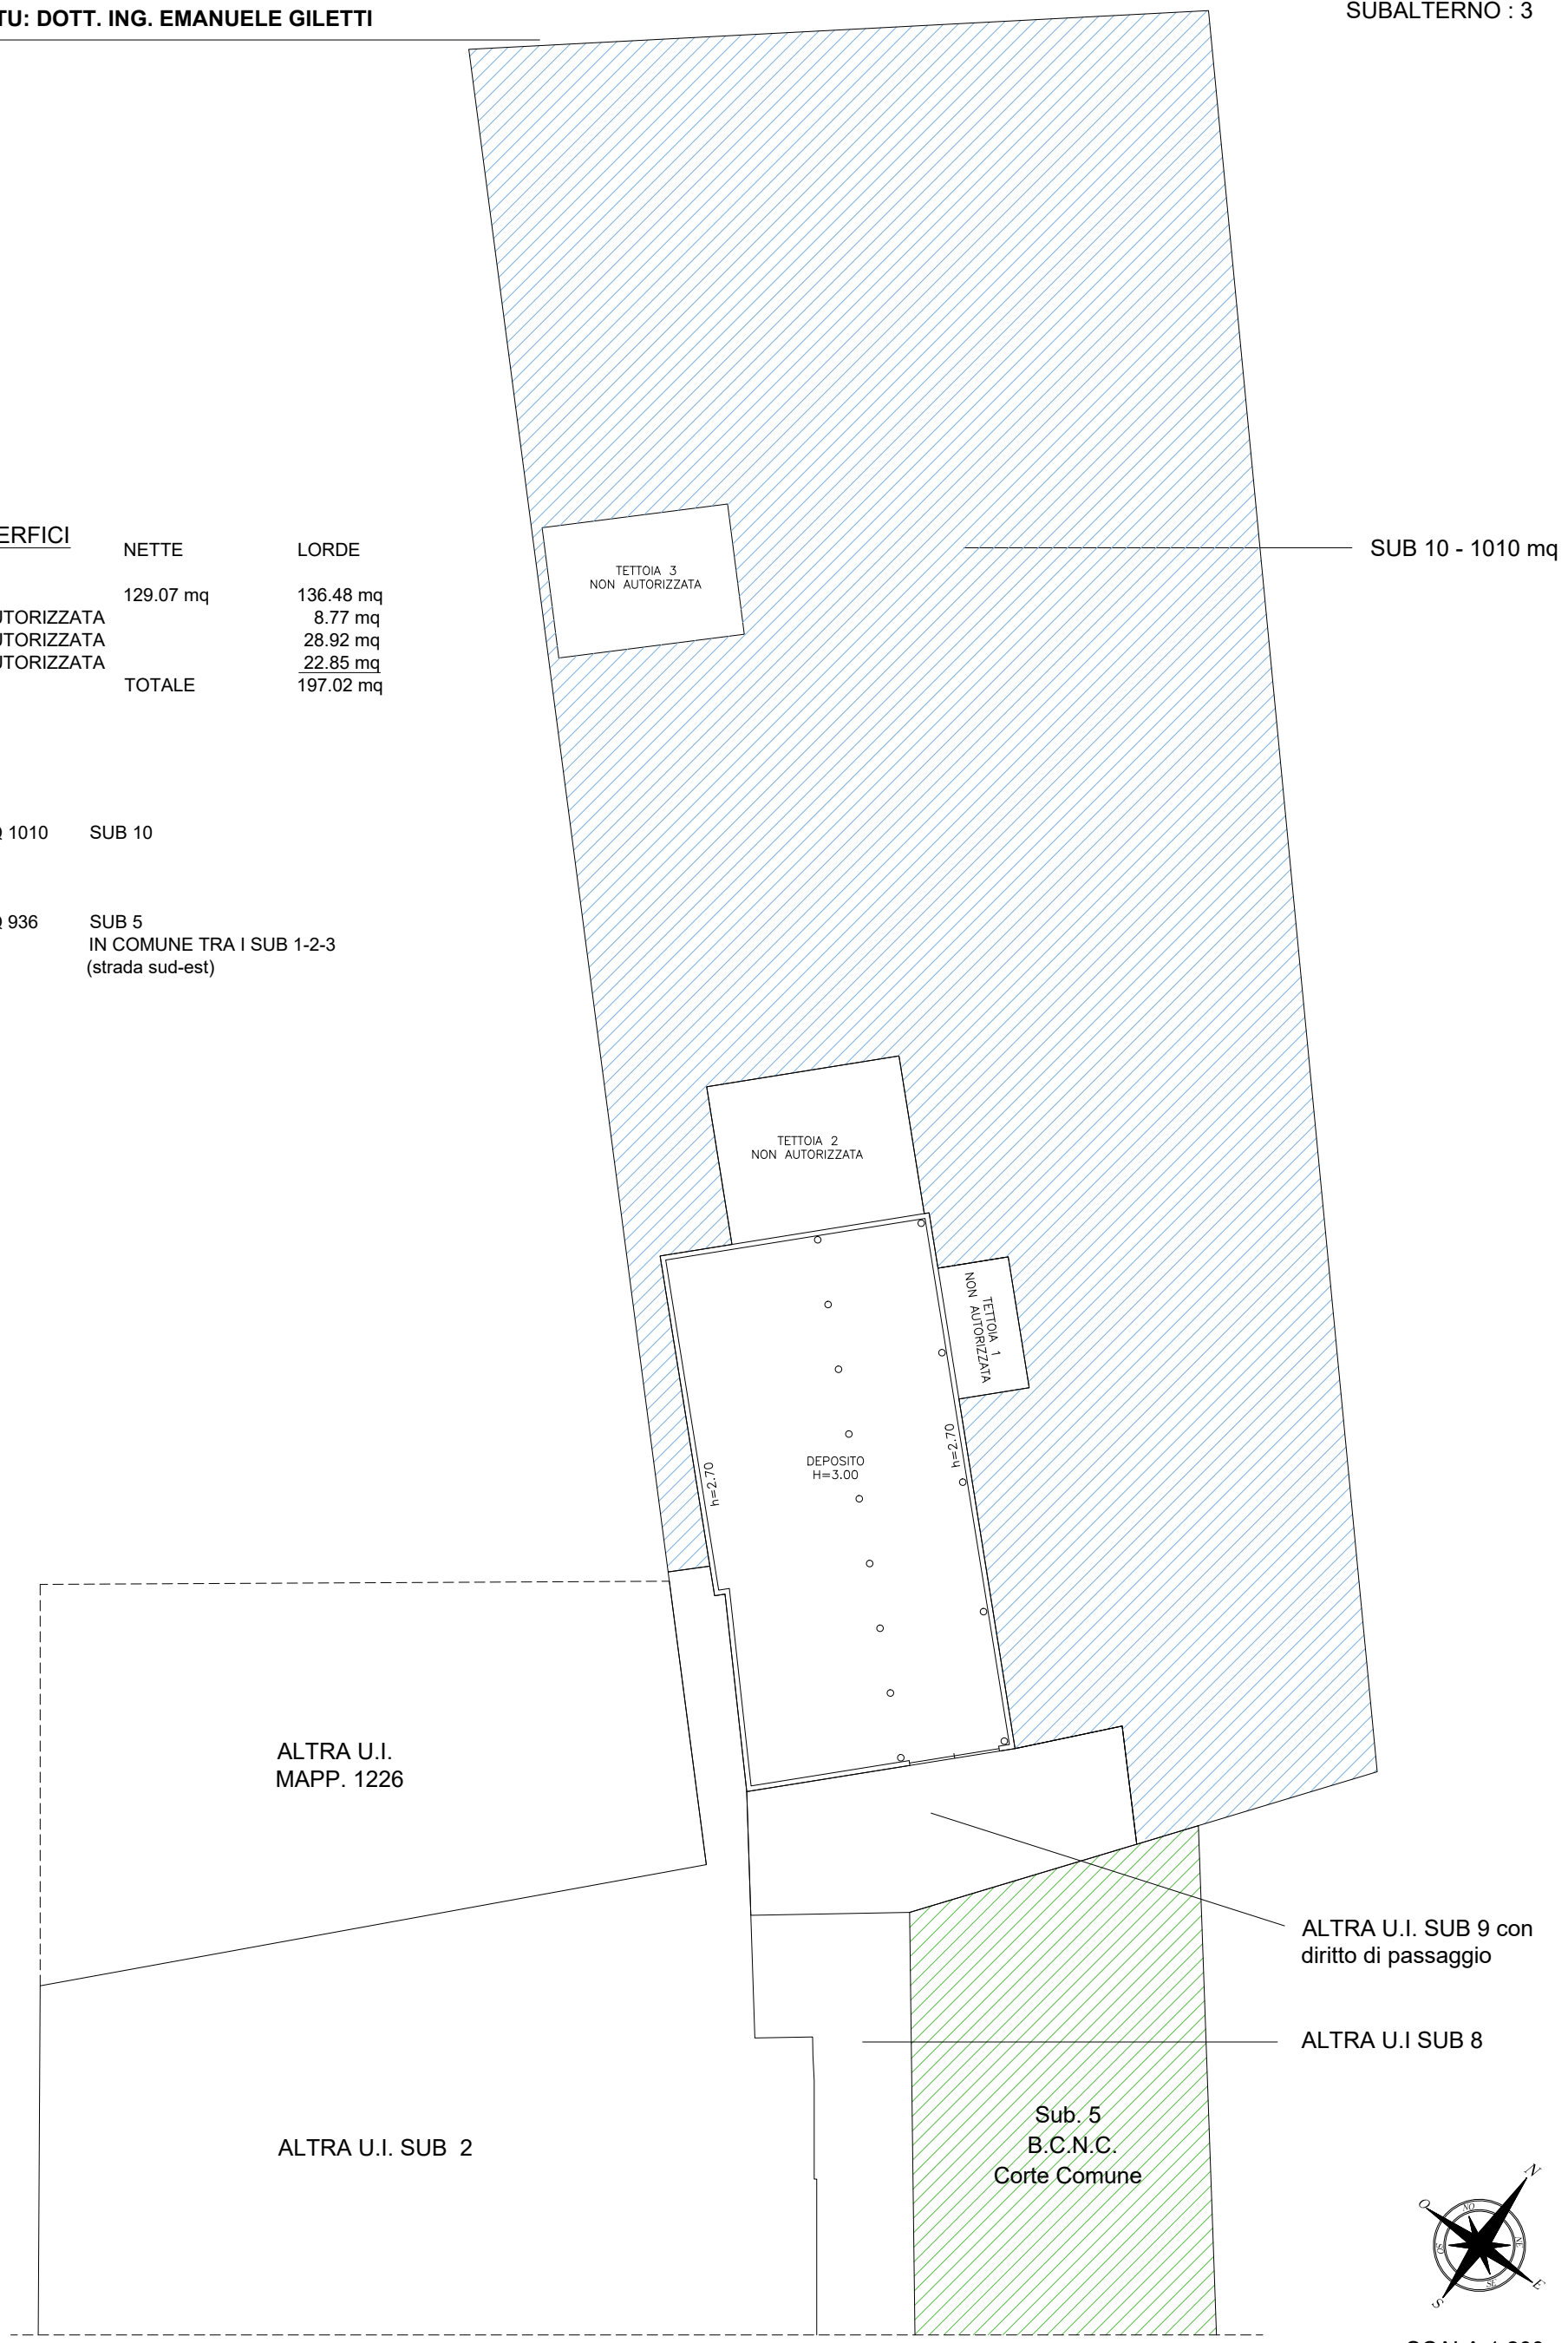 TU: DOTT. ING. EMANUELE GILETTI
SUBALTERNO : 3
ERFICI
NETTE LORDE
129.07 mq 136.48 mq
UTORIZZATA 8.77 mq
UTORIZZATA 28.92 mq
UTORIZZATA 22.85 mq
TOTALE 197.02 mq
1010 SUB 10
936 SUB 5
IN COMUNE TRA I SUB 1-2-3
(strada sud-est)
SUB 10 - 1010 mq
TETTOIA 3
NON AUTORIZZATA
TETTOIA 2
NON AUTORIZZATA
TETTOIA 1
NON AUTORIZZATA
DEPOSITO
H=3.00
h=2.70
h=2.70
ALTRA U.I.
MAPP. 1226
ALTRA U.I. SUB 9 con
diritto di passaggio
ALTRA U.I SUB 8
ALTRA U.I. SUB 2
Sub. 5
B.C.N.C.
Corte Comune
N
O
NO
NE
SO
SE
E
S